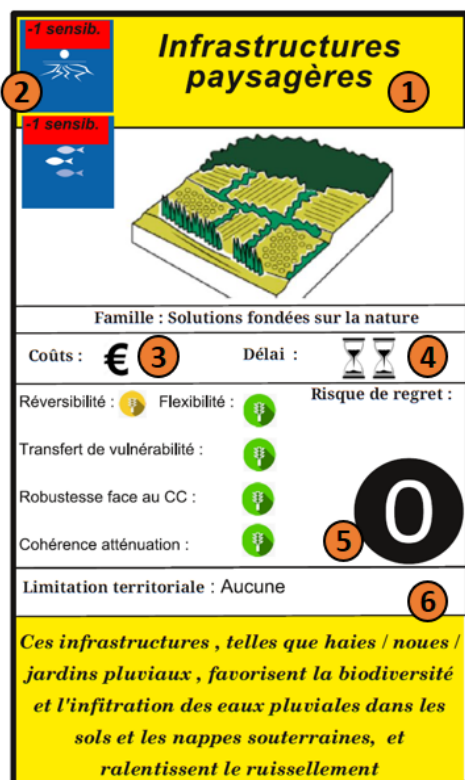 -1 sensib.
Infrastructures
paysagères
1
2
-1 sensib.
Famille : Solutions fondées sur la nature
Coûts : € 3 Délai : 4
Réversibilité : Flexibilité : Risque de regret :
Transfert de vulnérabilité :
Robustesse face au CC :
0
Cohérence atténuation : 5
Limitation territoriale : Aucune
6
Ces infrastructures , telles que haies / noues /
jardins pluviaux , favorisent la biodiversité
et l'infitration des eaux pluviales dans les
sols et les nappes souterraines, et
ralentissent le ruissellement